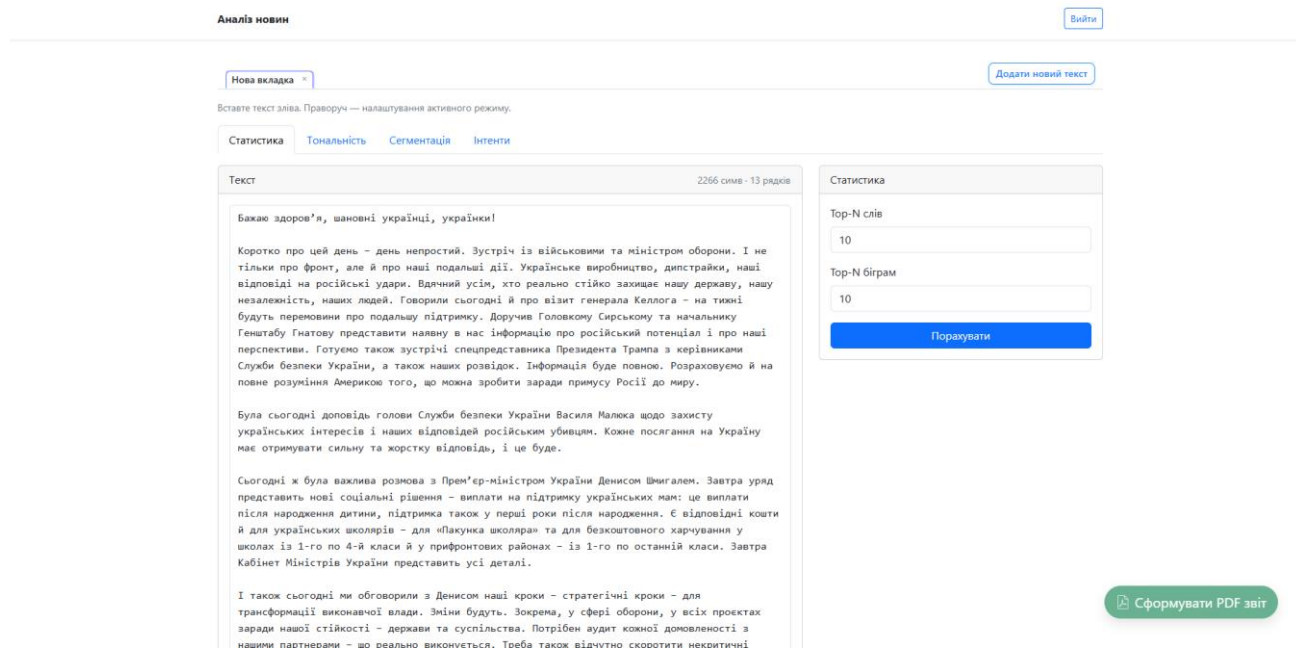 Аналіз новин
Вийти
Нова вкладка ×
Додати новий текст
Вставте текст зліва. Праворуч — налаштування активного режиму.
Статистика Тональність Сегментація Інтенти
Текст 2266 симв · 13 рядків
Бажаю здоров’я, шановні українці, українки!
Коротко про цей день – день непростий. Зустріч із військовими та міністром оборони. І не
тільки про фронт, але й про наші подальші дії. Українське виробництво, дипстрайки, наші
відповіді на російські удари. Вдячний усім, хто реально стійко захищає нашу державу, нашу
незалежність, наших людей. Говорили сьогодні й про візит генерала Келлога – на тижні
будуть перемовини про подальшу підтримку. Доручив Головкому Сирському та начальнику
Генштабу Гнатову представити наявну в нас інформацію про російський потенціал і про наші
перспективи. Готуємо також зустрічі спецпредставника Президента Трампа з керівниками
Служби безпеки України, а також наших розвідок. Інформація буде повною. Розраховуємо й на
повне розуміння Америкою того, що можна зробити заради примусу Росії до миру.
Була сьогодні доповідь голови Служби безпеки України Василя Малюка щодо захисту
українських інтересів і наших відповідей російським убивцям. Кожне посягання на Україну
має отримувати сильну та жорстку відповідь, і це буде.
Сьогодні ж була важлива розмова з Прем’єр-міністром України Денисом Шмигалем. Завтра уряд
представить нові соціальні рішення – виплати на підтримку українських мам: це виплати
після народження дитини, підтримка також у перші роки після народження. Є відповідні кошти
й для українських школярів – для «Пакунка школяра» та для безкоштовного харчування у
школах із 1-го по 4-й класи й у прифронтових районах – із 1-го по останній класи. Завтра
Кабінет Міністрів України представить усі деталі.
І також сьогодні ми обговорили з Денисом наші кроки – стратегічні кроки – для
трансформації виконавчої влади. Зміни будуть. Зокрема, у сфері оборони, у всіх проєктах
заради нашої стійкості – держави та суспільства. Потрібен аудит кожної домовленості з
нашими партнерами – що реально виконується. Треба також відчутно скоротити некритичні
Статистика
Top-N слів
10
Top-N біграм
10
Порахувати
Сформувати PDF звіт